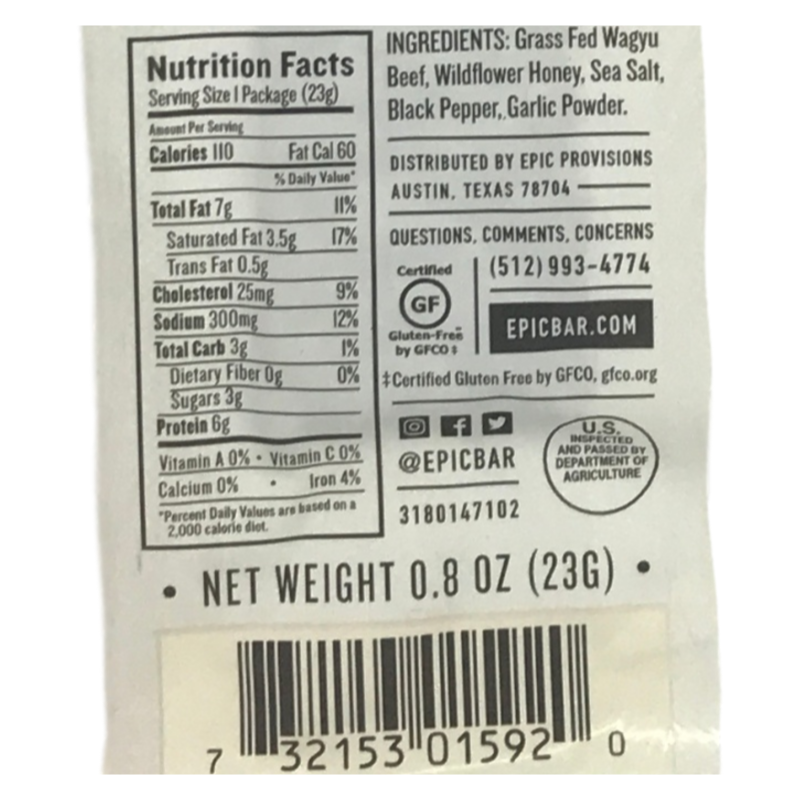 Nutrition Facts
Serving Size 1 Package (23g)
Amount Per Serving
Calories 110 Fat Cal 60
% Daily Value*
Total Fat 7g 11%
Saturated Fat 3.5g 17%
Trans Fat 0.5g
Cholesterol 25mg 9%
Sodium 300mg 12%
Total Carb 3g 1%
Dietary Fiber 0g 0%
Sugars 3g
Protein 6g
Vitamin A 0% • Vitamin C 0%
Calcium 0% • Iron 4%
*Percent Daily Values are based on a
2,000 calorie diet.
INGREDIENTS: Grass Fed Wagyu
Beef, Wildflower Honey, Sea Salt,
Black Pepper, Garlic Powder.
DISTRIBUTED BY EPIC PROVISIONS
AUSTIN, TEXAS 78704
QUESTIONS, COMMENTS, CONCERNS
Certified
GF
Gluten-Free
by GFCO ‡
(512) 993-4774
EPICBAR.COM
‡Certified Gluten Free by GFCO, gfco.org
@EPICBAR
3180147102
U.S.
INSPECTED
AND PASSED BY
DEPARTMENT OF
AGRICULTURE
• NET WEIGHT 0.8 OZ (23G) •
7 32153 01592 0